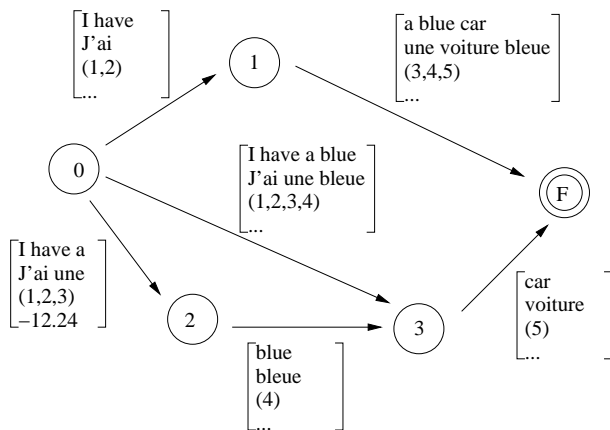 I have
J'ai
(1,2)
...
1
a blue car
une voiture bleue
(3,4,5)
...
0
I have a blue
J'ai une bleue
(1,2,3,4)
...
F
I have a
J'ai une
(1,2,3)
−12.24
2
3
car
voiture
(5)
...
blue
bleue
(4)
...